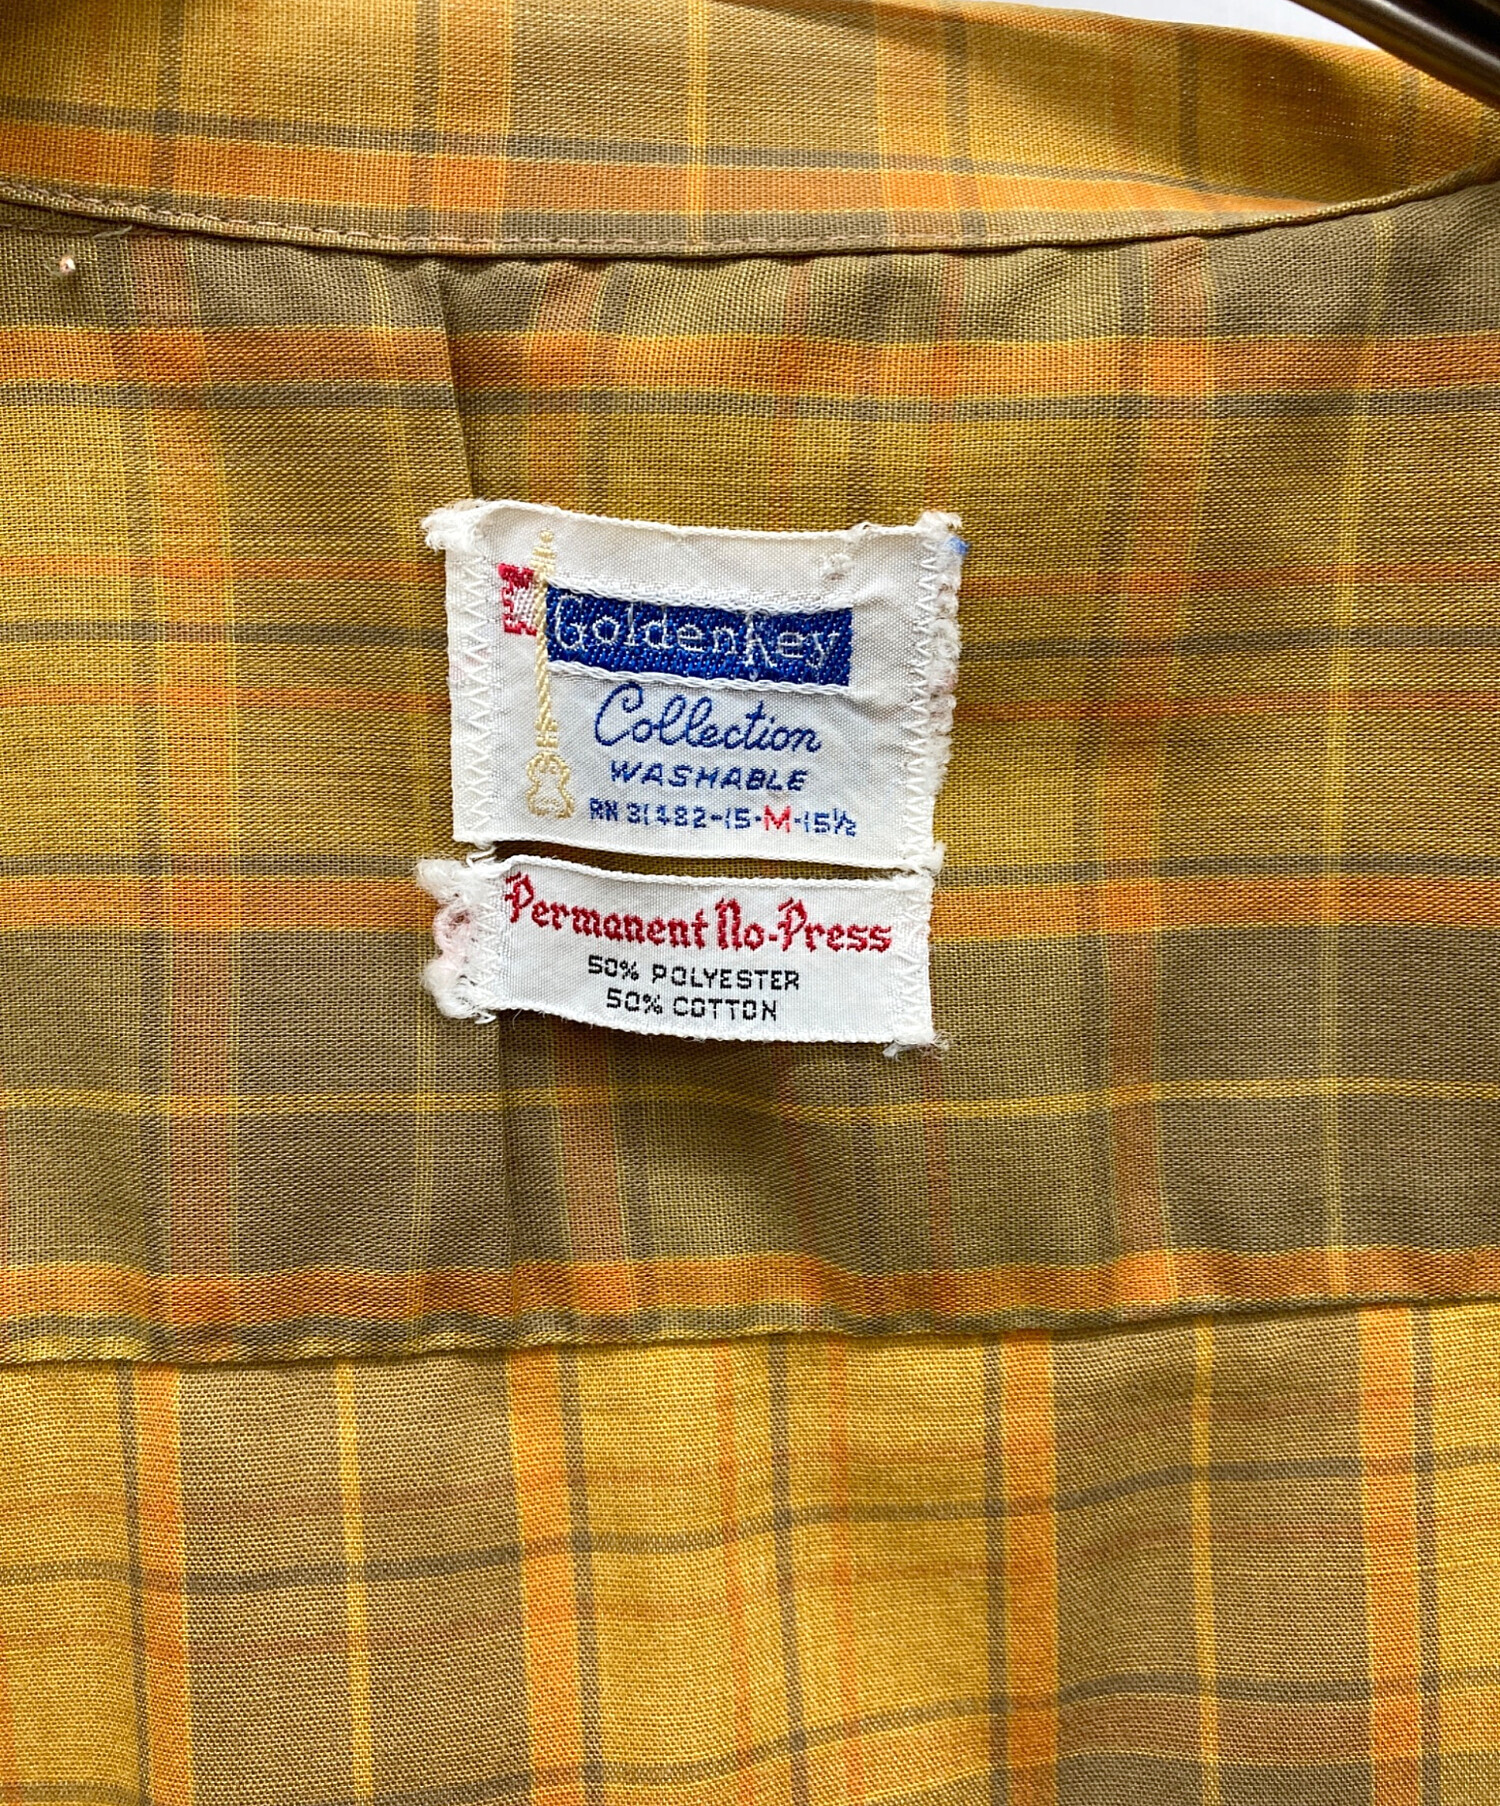 GoldenKey
Collection
WASHABLE
RN 31482-15-M-15½
Permanent No-Press
50% POLYESTER
50% COTTON